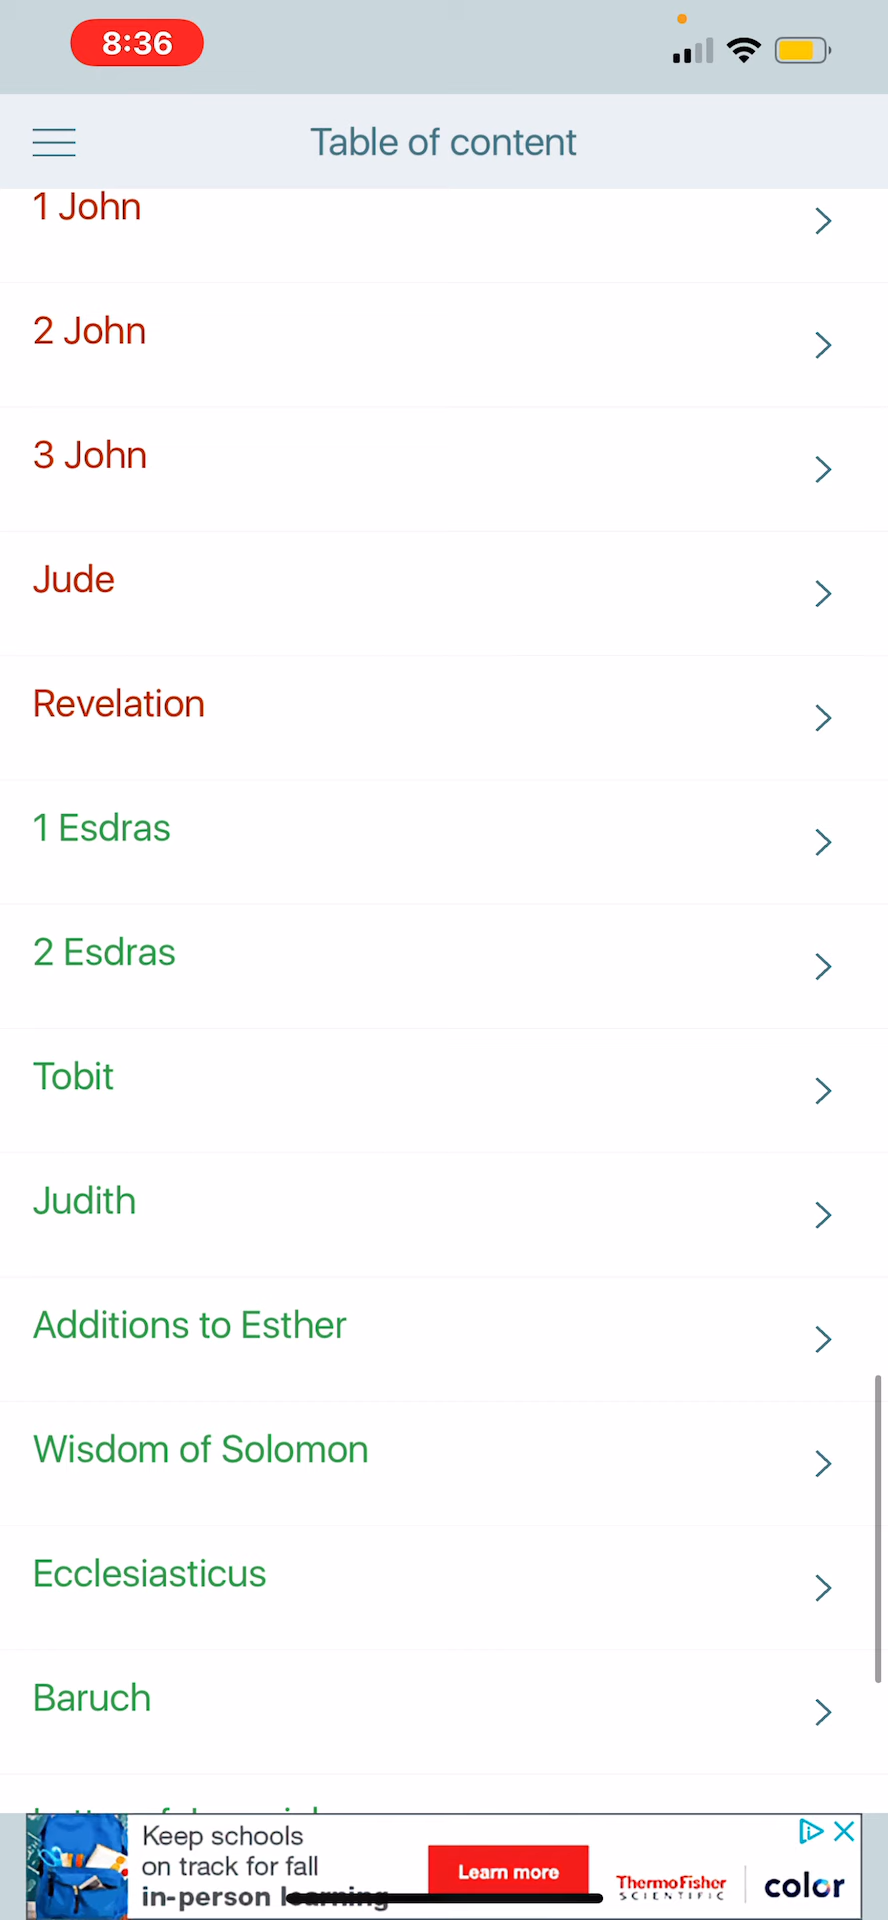 8:36
Table of content
1 John
2 John
3 John
Jude
Revelation
1 Esdras
2 Esdras
Tobit
Judith
Additions to Esther
Wisdom of Solomon
Ecclesiasticus
Baruch
Keep schools
on track for fall
in-person learning
Learn more
ThermoFisher
SCIENTIFIC
color